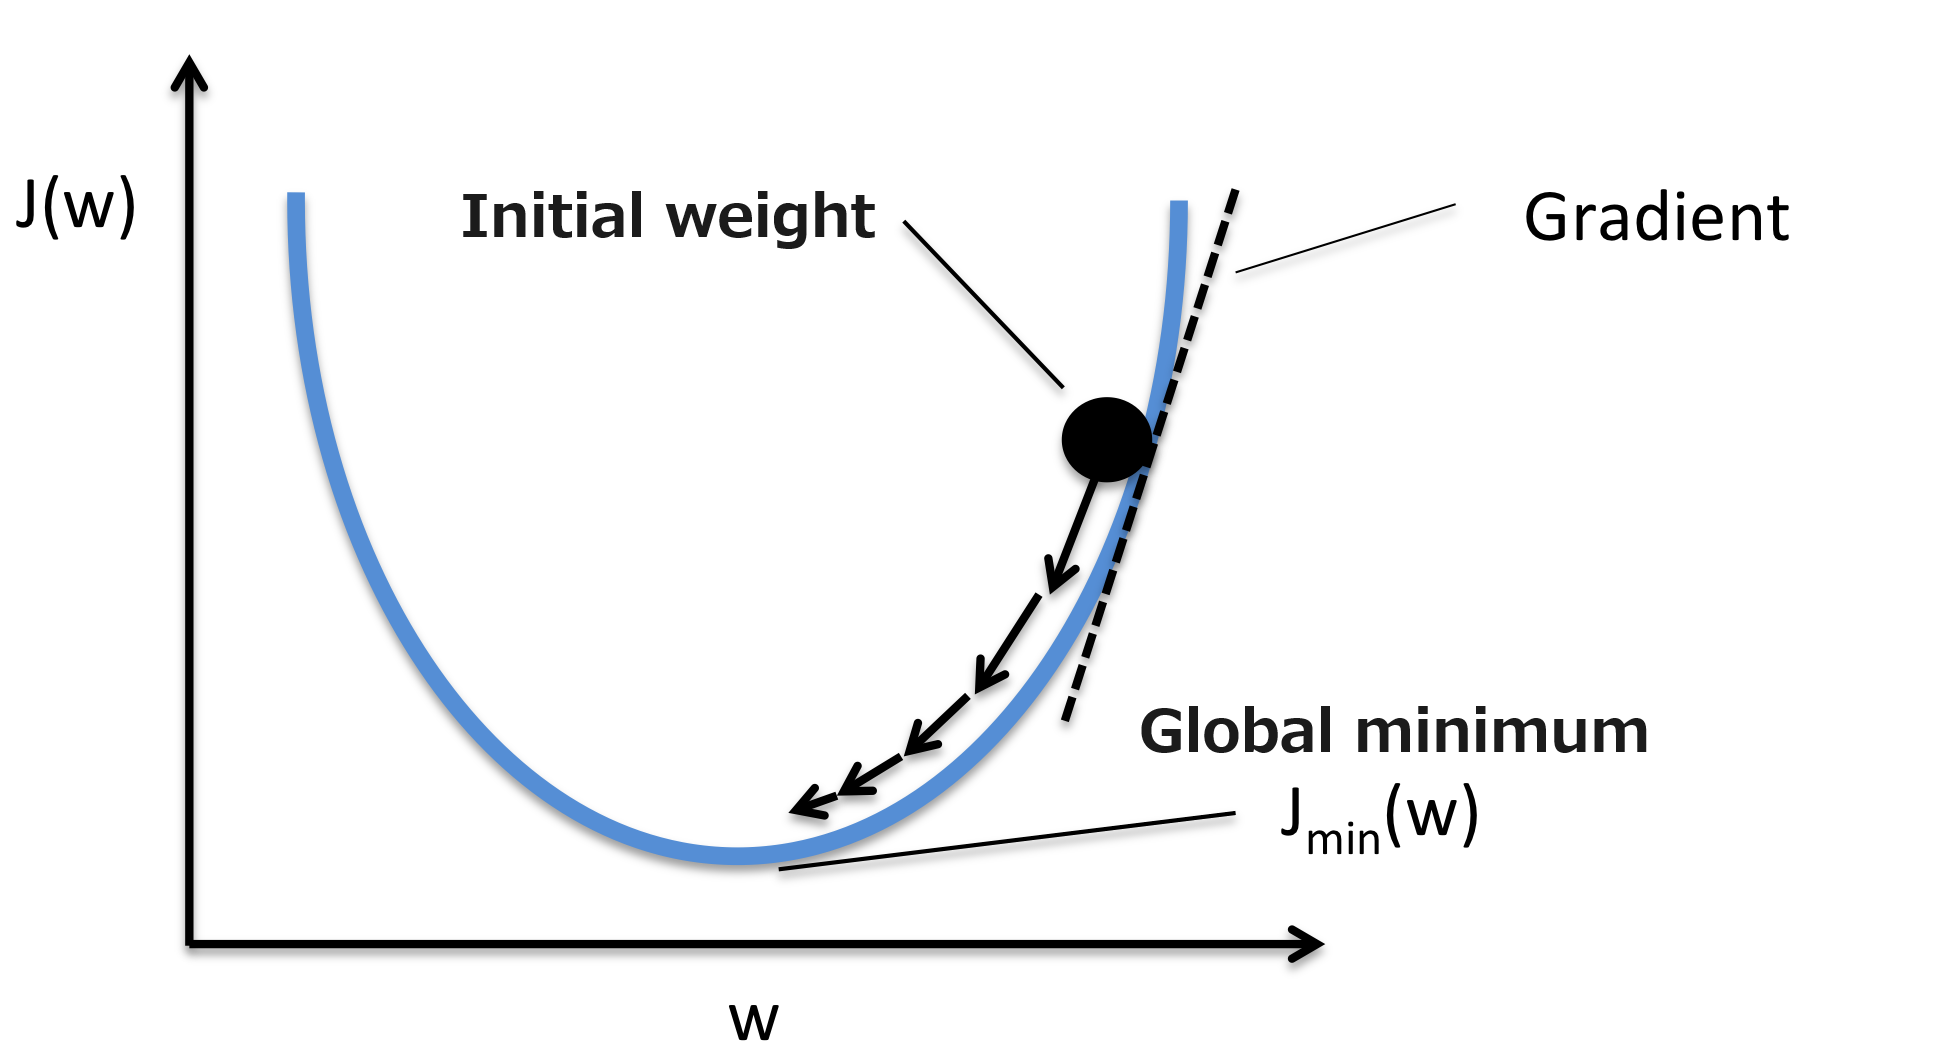 J(w)
Initial weight
Gradient
Global minimum
Jmin(w)
w